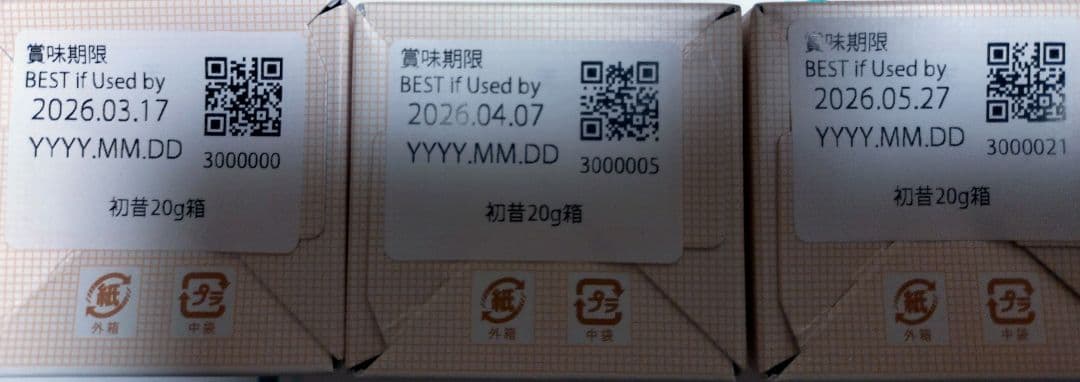 賞味期限
BEST if Used by
2026.03.17
YYYY.MM.DD
3000000
初昔20g箱
紙
外箱
プラ
中袋
賞味期限
BEST if Used by
2026.04.07
YYYY.MM.DD
3000005
初昔20g箱
紙
外箱
プラ
中袋
賞味期限
BEST if Used by
2026.05.27
YYYY.MM.DD
3000021
初昔20g箱
紙
外箱
プラ
中袋